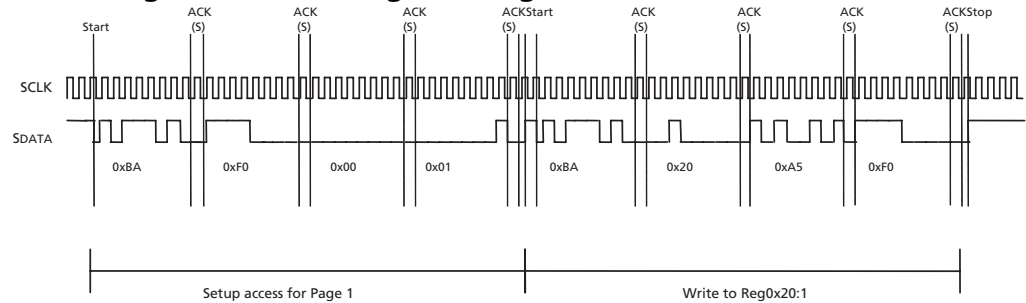 ACK ACK ACK ACKStart ACK ACK ACK ACKStop
Start (S) (S) (S) (S) (S) (S) (S) (S)
SCLK
SDATA
0xBA 0xF0 0x00 0x01 0xBA 0x20 0xA5 0xF0
Setup access for Page 1 Write to Reg0x20:1